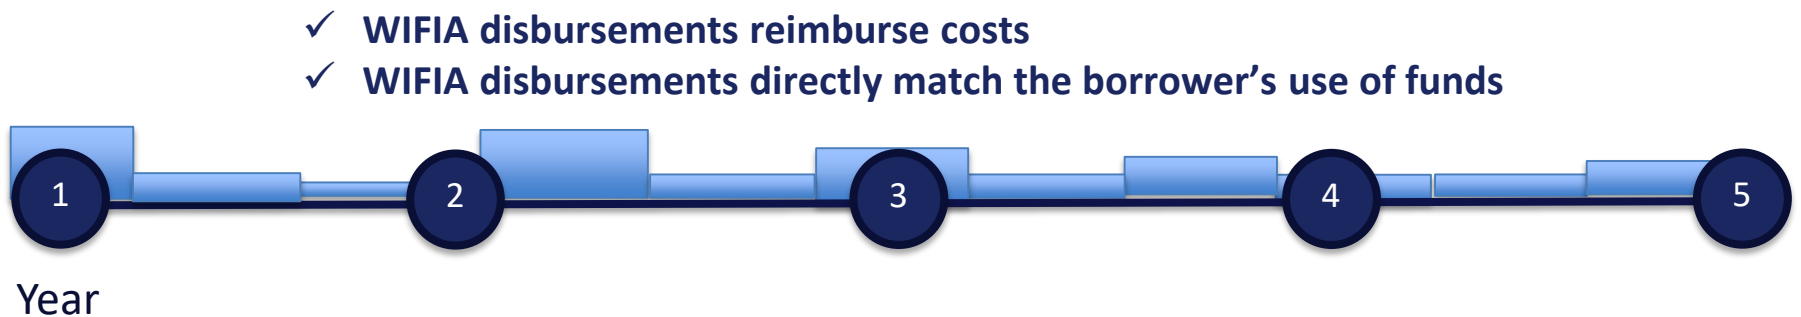 ✓ WIFIA disbursements reimburse costs
✓ WIFIA disbursements directly match the borrower’s use of funds
1 2 3 4 5
Year